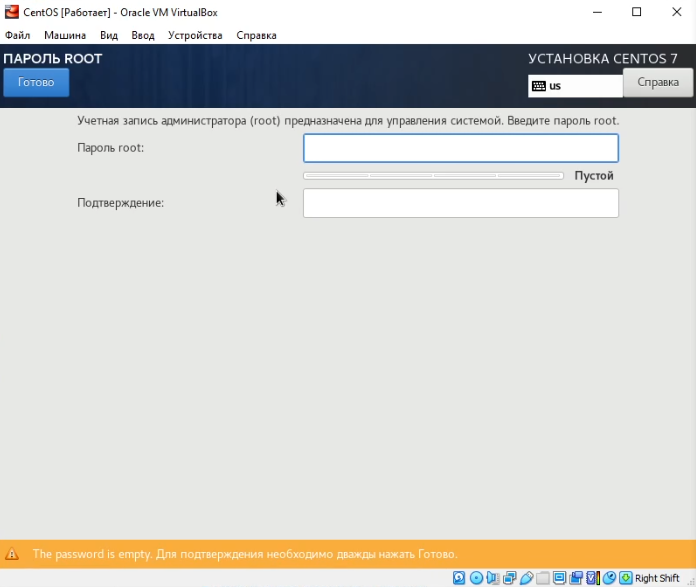 CentOS [Работает] - Oracle VM VirtualBox
Файл Машина Вид Ввод Устройства Справка
ПАРОЛЬ ROOT УСТАНОВКА CENTOS 7
Готово us Справка
Учетная запись администратора (root) предназначена для управления системой. Введите пароль root.
Пароль root:
Пустой
Подтверждение:
The password is empty. Для подтверждения необходимо дважды нажать Готово.
Right Shift